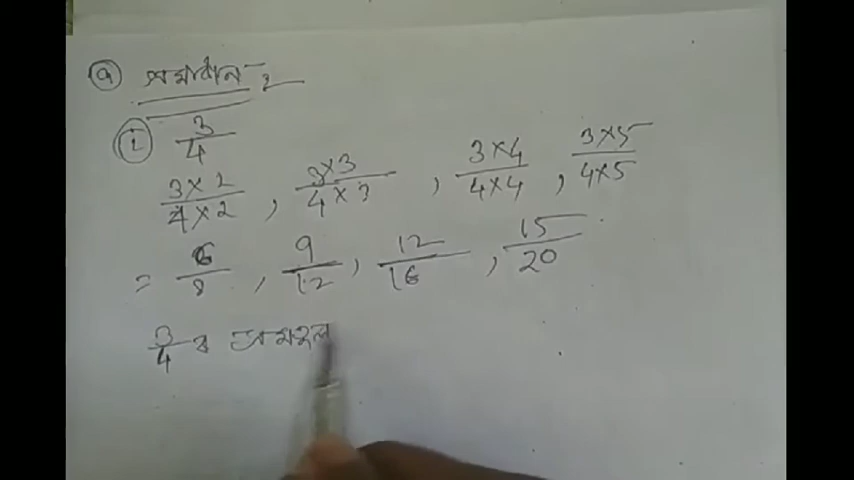 Q সমাধান
i 3/4
3×2/4×2 , 3×3/4×3 , 3×4/4×4 , 3×5/4×5
= 6/8 , 9/12 , 12/16 , 15/20
3/4 ৰ সমতুল